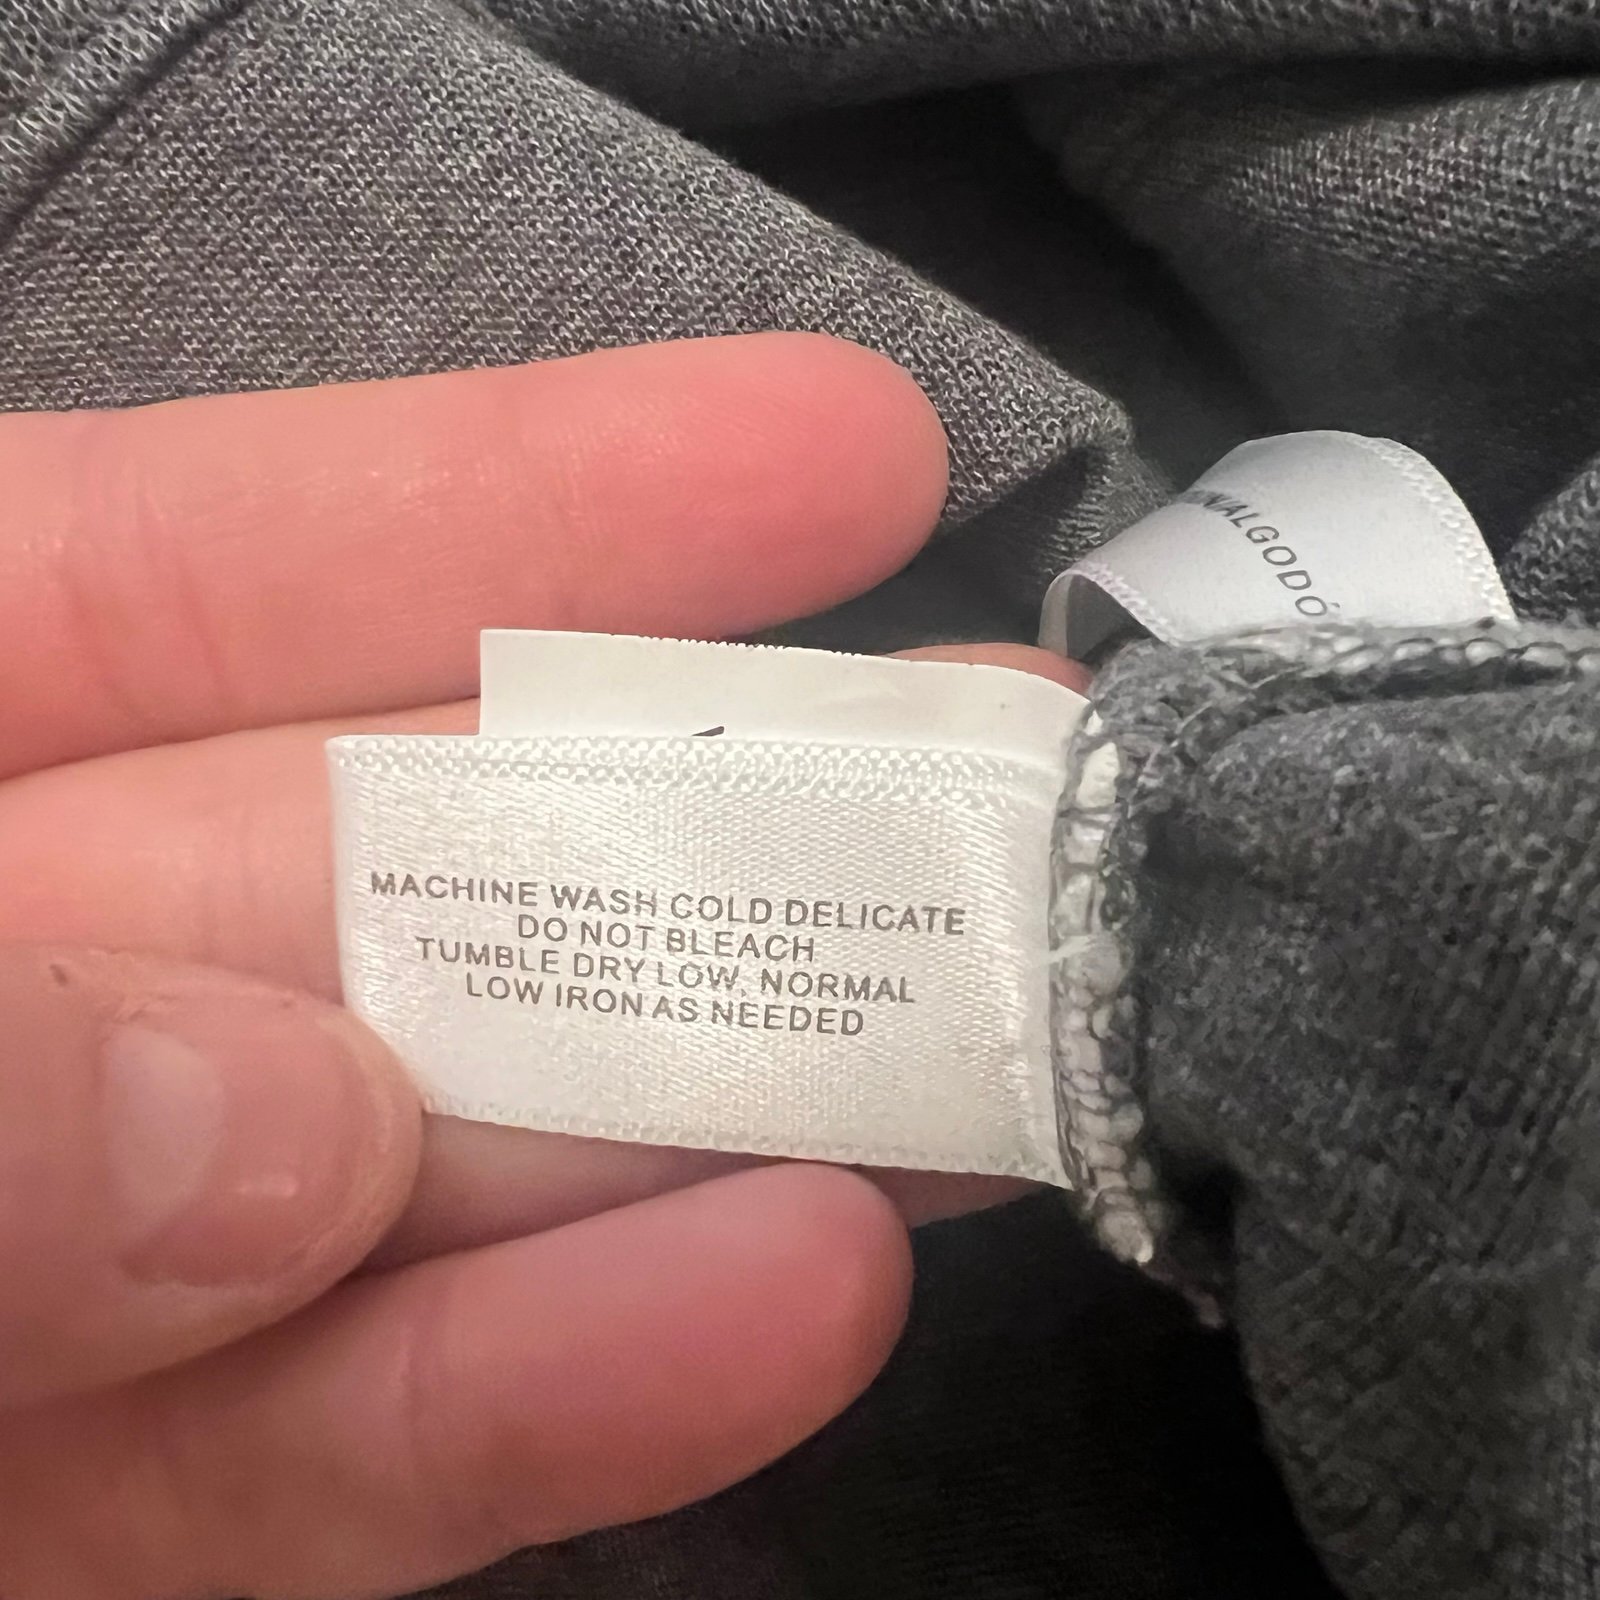 MACHINE WASH COLD DELICATE
DO NOT BLEACH
TUMBLE DRY LOW, NORMAL
LOW IRON AS NEEDED